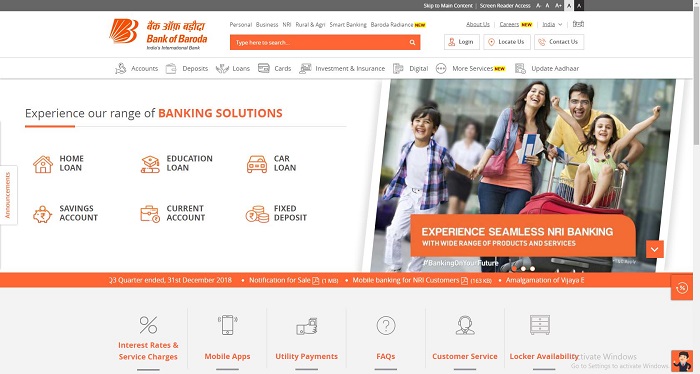 Skip to Main Content | Screen Reader Access A- A A+ A A
बैंक ऑफ़ बड़ौदा
Bank of Baroda
India's International Bank
Personal Business NRI Rural & Agri Smart Banking Baroda Radiance NEW
About Us Careers NEW India हिन्दी
Type here to search...
Login Locate Us Contact Us
Accounts Deposits Loans Cards Investment & Insurance Digital More Services NEW Update Aadhaar
Experience our range of BANKING SOLUTIONS
HOME LOAN
EDUCATION LOAN
CAR LOAN
SAVINGS ACCOUNT
CURRENT ACCOUNT
FIXED DEPOSIT
Announcements
EXPERIENCE SEAMLESS NRI BANKING
WITH WIDE RANGE OF PRODUCTS AND SERVICES
#BankingOnYourFuture
Q3 Quarter ended, 31st December 2018 • Notification for Sale (1 MB) • Mobile banking for NRI Customers (163 KB) • Amalgamation of Vijaya B
Interest Rates &
Service Charges
Mobile Apps
Utility Payments
FAQs
Customer Service
Locker Availability
Activate Windows
Go to Settings to activate Windows.